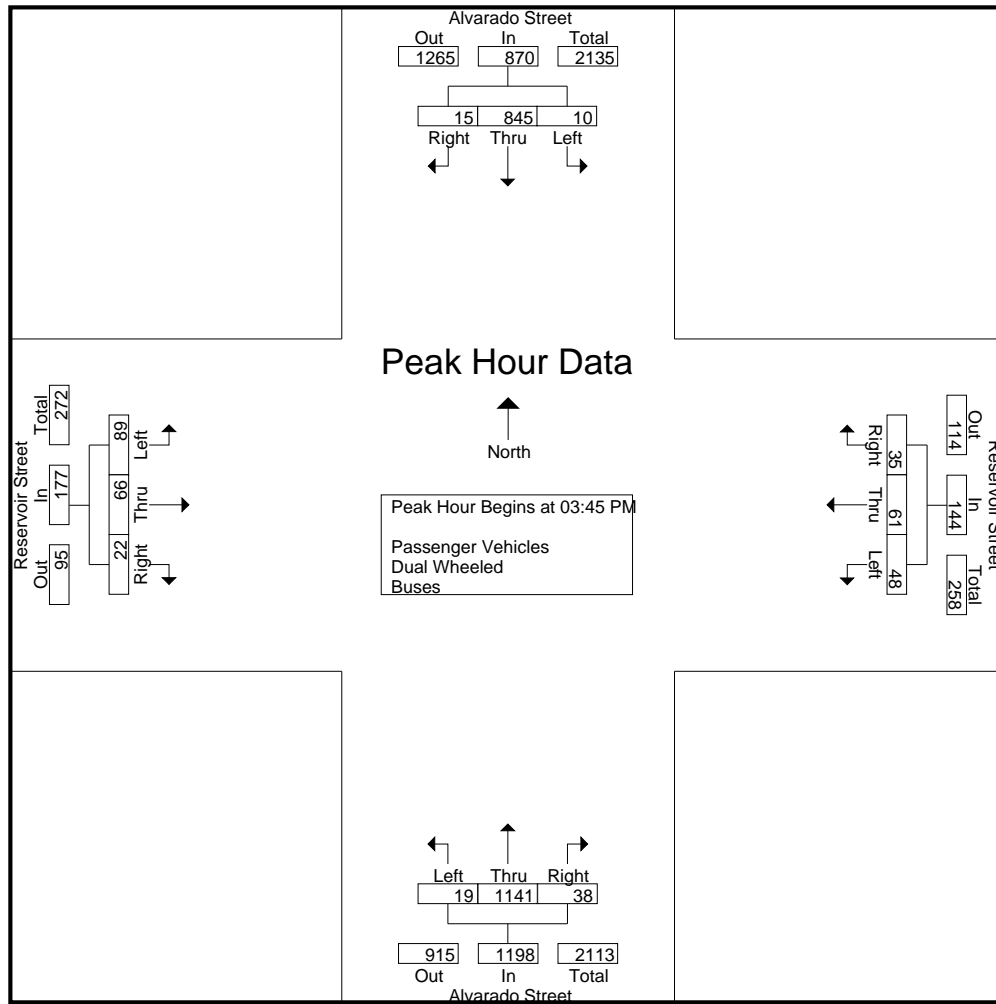 Alvarado Street
Out In Total
1265 870 2135
15 845 10
Right Thru Left
Peak Hour Data
North
Peak Hour Begins at 03:45 PM
Passenger Vehicles
Dual Wheeled
Buses
Reservoir Street
Out In Total
95 177 272
22 66 89
Right Thru Left
Reservoir Street
Out In Total
114 144 258
35 61 48
Right Thru Left
Left Thru Right
19 1141 38
915 1198 2113
Out In Total
Alvarado Street